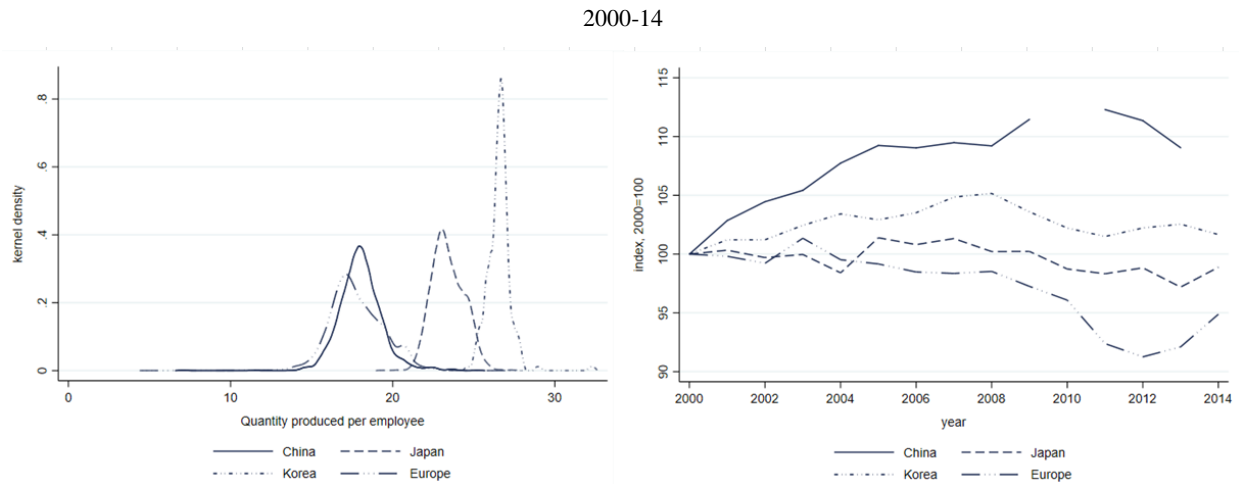 2000-14
kernel density
0 .2 .4 .6 .8
0 10 20 30
Quantity produced per employee
China Japan
Korea Europe
index, 2000=100
90 95 100 105 110 115
2000 2002 2004 2006 2008 2010 2012 2014
year
China Japan
Korea Europe